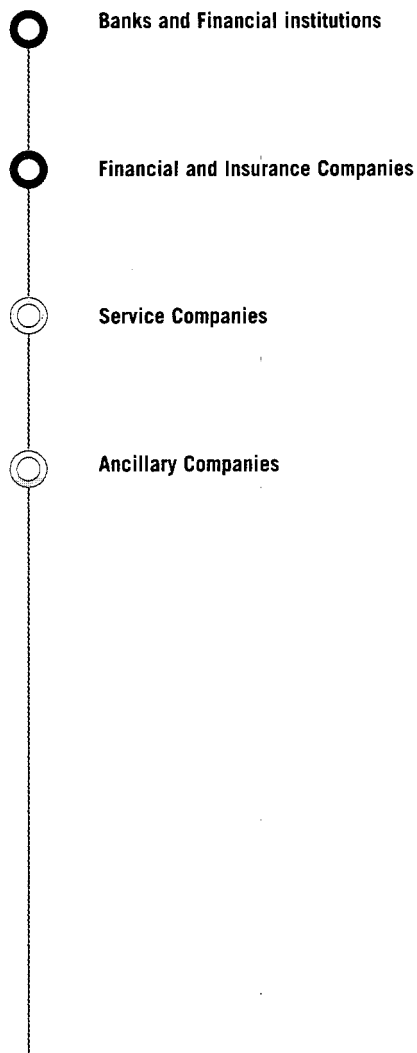 Banks and Financial institutions
Financial and Insurance Companies
Service Companies
Ancillary Companies